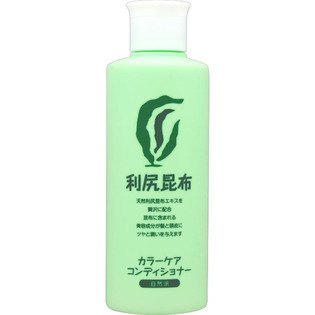 利尻昆布
天然利尻昆布エキスを
贅沢に配合
昆布に含まれる
美容成分が髪と頭皮に
ツヤと潤いを与えます
カラーケア
コンディショナー
自然派